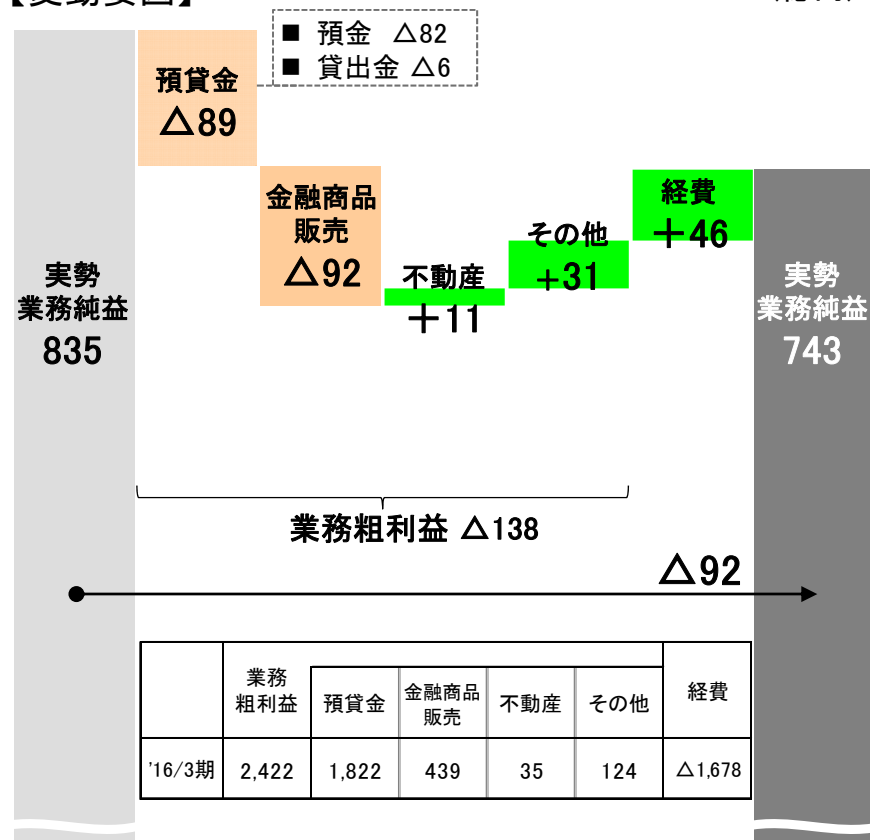 ■ 預金 △82
■ 貸出金 △6
預貸金
△89
金融商品
販売
△92
不動産
＋11
その他
+31
経費
＋46
実勢
業務純益
835
実勢
業務純益
743
業務粗利益 △138
△92
業務
粗利益
預貸金
金融商品
販売
不動産
その他
経費
'16/3期 2,422 1,822 439 35 124 △1,678